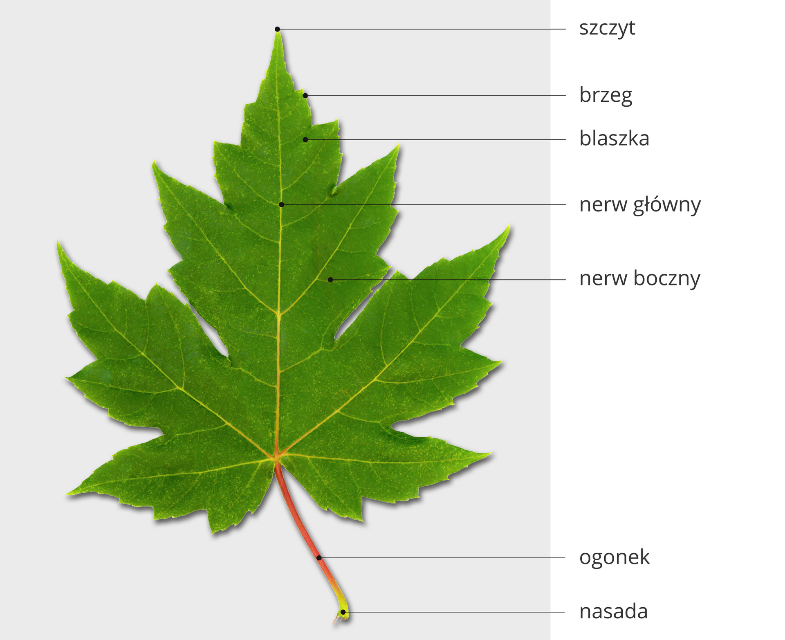 szczyt
brzeg
blaszka
nerw główny
nerw boczny
ogonek
nasada